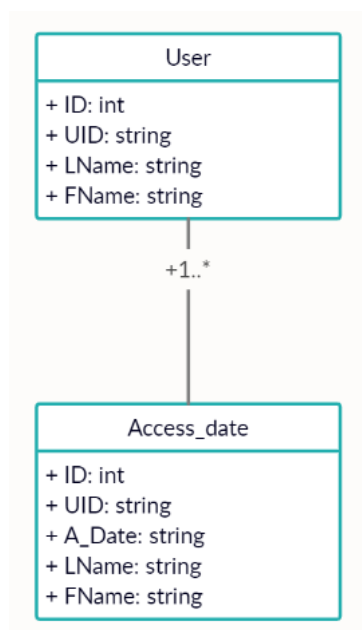 User
+ ID: int
+ UID: string
+ LName: string
+ FName: string
+1..*
Access_date
+ ID: int
+ UID: string
+ A_Date: string
+ LName: string
+ FName: string